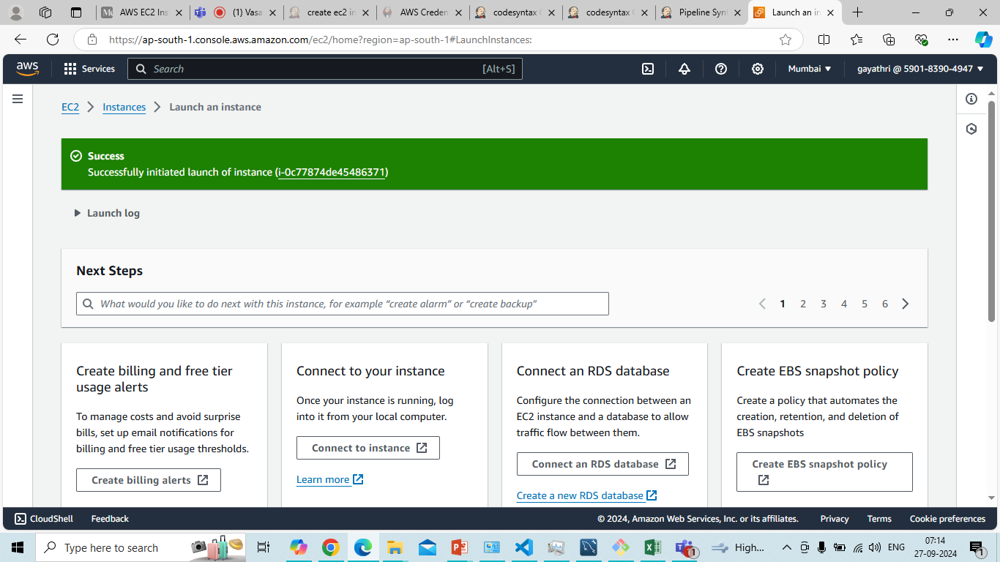 AWS EC2 Ins
(1) Vasa
create ec2 in
AWS Creden
codesyntax
codesyntax
Pipeline Synt
Launch an in
https://ap-south-1.console.aws.amazon.com/ec2/home?region=ap-south-1#LaunchInstances:
aws
Services
Search
[Alt+S]
Mumbai
gayathri @ 5901-8390-4947
EC2
Instances
Launch an instance
Success
Successfully initiated launch of instance (i-0c77874de45486371)
Launch log
Next Steps
What would you like to do next with this instance, for example “create alarm” or “create backup"
1 2 3 4 5 6
Create billing and free tier
usage alerts
To manage costs and avoid surprise
bills, set up email notifications for
billing and free tier usage thresholds.
Create billing alerts
Connect to your instance
Once your instance is running, log
into it from your local computer.
Connect to instance
Learn more
Connect an RDS database
Configure the connection between an
EC2 instance and a database to allow
traffic flow between them.
Connect an RDS database
Create a new RDS database
Create EBS snapshot policy
Create a policy that automates the
creation, retention, and deletion of
EBS snapshots
Create EBS snapshot policy
CloudShell
Feedback
© 2024, Amazon Web Services, Inc. or its affiliates.
Privacy
Terms
Cookie preferences
Type here to search
1
High...
ENG
07:14
27-09-2024
1